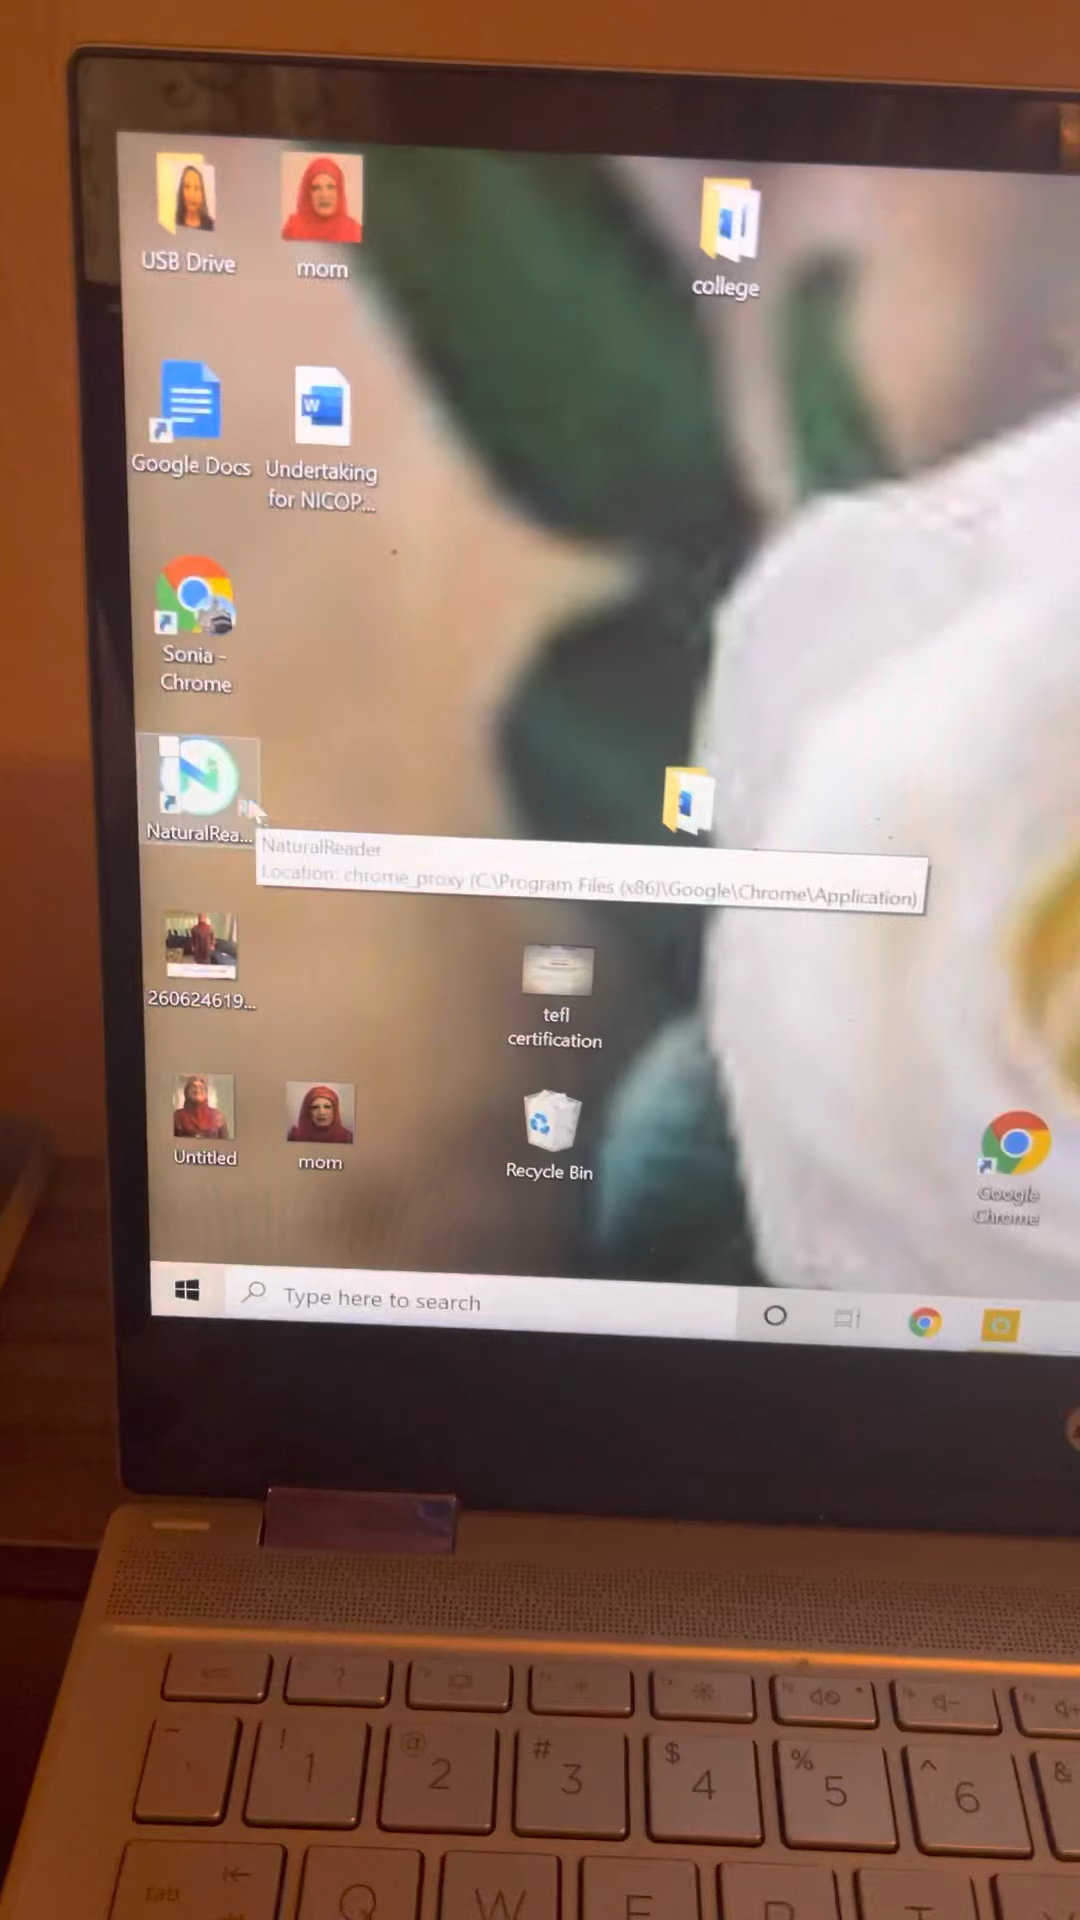 USB Drive
mom
college
Google Docs
Undertaking
for NICOP...
W
Sonia -
Chrome
NaturalRea...
NaturalReader
Location: chrome_proxy (C:\Program Files (x86)\Google\Chrome\Application)
260624619...
tefl
certification
Untitled
mom
Recycle Bin
Google
Chrome
Type here to search
esc ?
! 1 @ 2 # 3 $ 4 % 5 ^ 6 &
tab Q W E